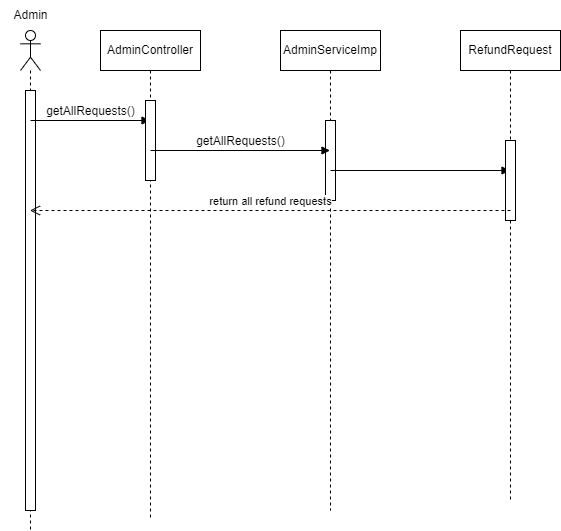 Admin
AdminController
AdminServiceImp
RefundRequest
getAllRequests()
getAllRequests()
return all refund requests